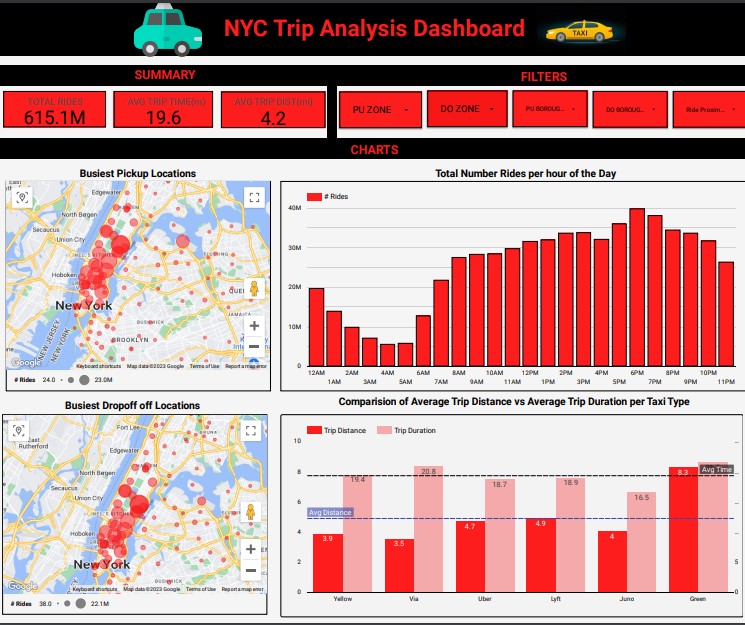 NYC Trip Analysis Dashboard
TAXI
SUMMARY
FILTERS
TOTAL RIDES
615.1M
AVG TRIP TIME(m)
19.6
AVG TRIP DIST(mi)
4.2
PU ZONE
DO ZONE
PU BOROUG...
DO BOROUG...
Ride Proxim...
CHARTS
Busiest Pickup Locations
Edgewater
North Bergen
Secaucus
Union City
Hoboken
New York
NEW JERSEY
NEW YORK
BROOKLYN
BUSHWICK
JAMAICA
Google
Keyboard shortcuts Map data ©2023 Google Terms of Use Report a map error
# Rides 24.0 23.0M
Total Number Rides per hour of the Day
# Rides
40M
30M
20M
10M
0
12AM 2AM 4AM 6AM 8AM 10AM 12PM 2PM 4PM 6PM 8PM 10PM
1AM 3AM 5AM 7AM 9AM 11AM 1PM 3PM 5PM 7PM 9PM 11PM
Busiest Dropoff off Locations
Fort Lee
East
Rutherford
Edgewater
North Bergen
Secaucus
Union City
Hoboken
New York
BUSHWICK
Google
Keyboard shortcuts Map data ©2023 Google Terms of Use Report a map error
# Rides 38.0 22.1M
Comparision of Average Trip Distance vs Average Trip Duration per Taxi Type
Trip Distance Trip Duration
10
8
6
4
2
0
Avg Time
Avg Distance
3.9 19.4
3.5 20.8
4.7 18.7
4.9 18.9
4 16.5
8.3
5
0
Yellow Via Uber Lyft Juno Green